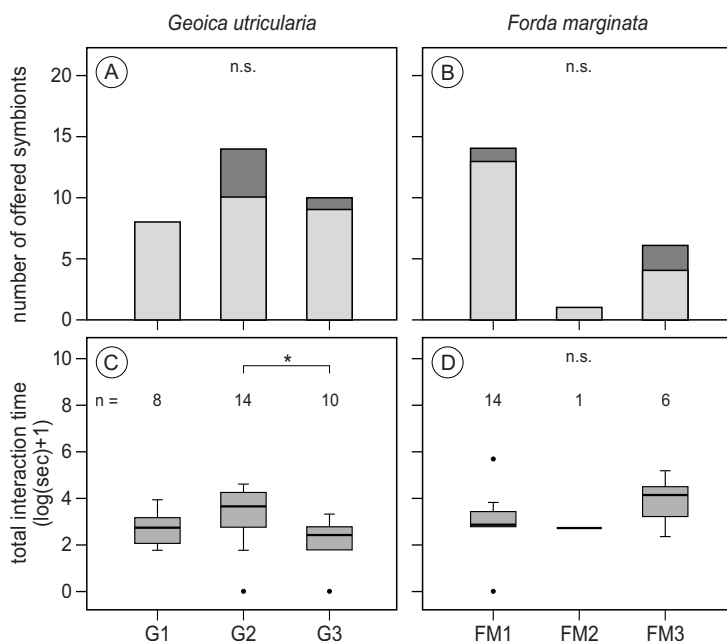 Geoica utricularia
Forda marginata
number of offered symbionts
20
15
10
5
0
A
n.s.
B
n.s.
total interaction time
(log(sec)+1)
10
8
6
4
2
0
C
*
n = 8 14 10
D
n.s.
14 1 6
G1 G2 G3
FM1 FM2 FM3